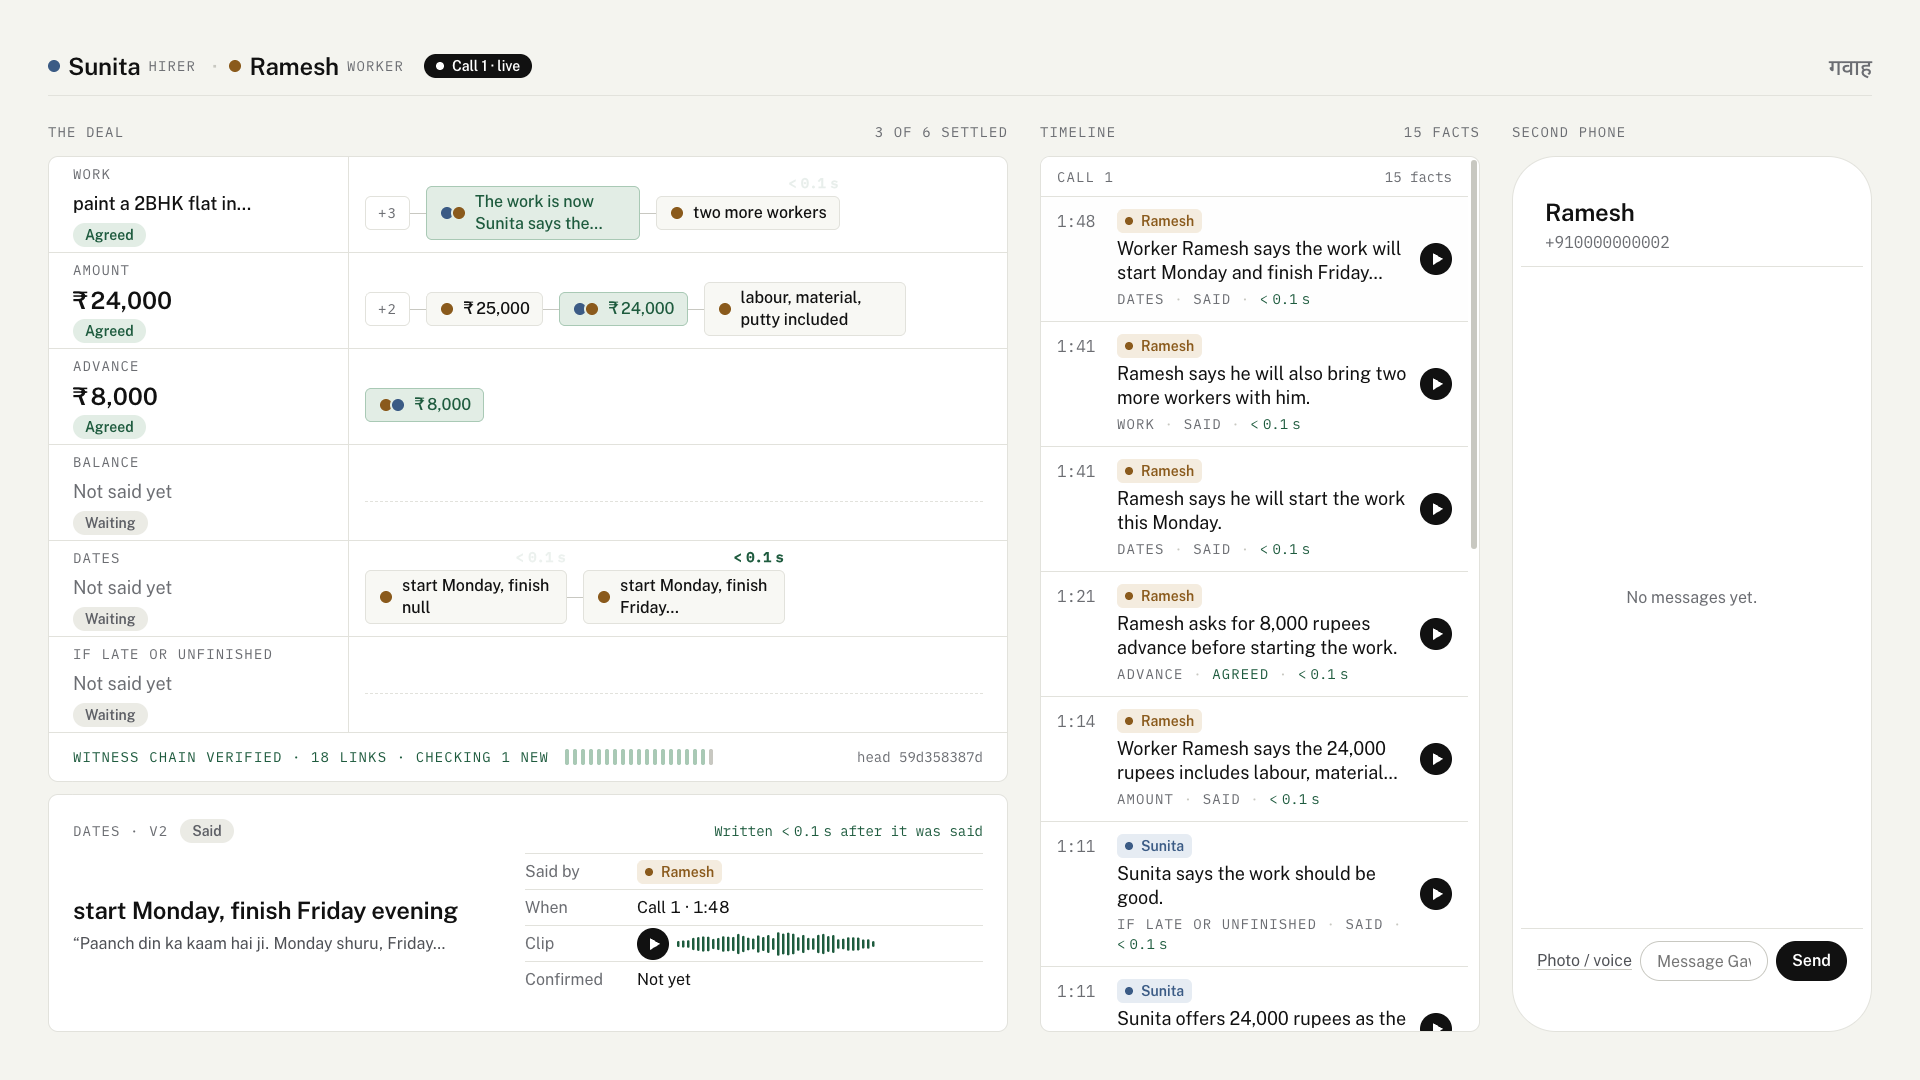 Sunita HIRER · Ramesh WORKER Call 1 · live
गवाह
THE DEAL 3 OF 6 SETTLED
WORK
paint a 2BHK flat in...
Agreed
+3
The work is now
Sunita says the...
< 0.1 s
two more workers
AMOUNT
₹24,000
Agreed
+2
₹25,000
₹24,000
labour, material,
putty included
ADVANCE
₹8,000
Agreed
₹8,000
BALANCE
Not said yet
Waiting
DATES
Not said yet
Waiting
< 0.1 s
start Monday, finish
null
< 0.1 s
start Monday, finish
Friday...
IF LATE OR UNFINISHED
Not said yet
Waiting
WITNESS CHAIN VERIFIED · 18 LINKS · CHECKING 1 NEW
head 59d358387d
DATES · V2 Said
Written < 0.1 s after it was said
start Monday, finish Friday evening
“Paanch din ka kaam hai ji. Monday shuru, Friday...
Said by Ramesh
When Call 1 · 1:48
Clip
Confirmed Not yet
TIMELINE 15 FACTS
CALL 1 15 facts
1:48 Ramesh
Worker Ramesh says the work will
start Monday and finish Friday...
DATES · SAID · < 0.1 s
1:41 Ramesh
Ramesh says he will also bring two
more workers with him.
WORK · SAID · < 0.1 s
1:41 Ramesh
Ramesh says he will start the work
this Monday.
DATES · SAID · < 0.1 s
1:21 Ramesh
Ramesh asks for 8,000 rupees
advance before starting the work.
ADVANCE · AGREED · < 0.1 s
1:14 Ramesh
Worker Ramesh says the 24,000
rupees includes labour, material...
AMOUNT · SAID · < 0.1 s
1:11 Sunita
Sunita says the work should be
good.
IF LATE OR UNFINISHED · SAID ·
< 0.1 s
1:11 Sunita
Sunita offers 24,000 rupees as the
SECOND PHONE
Ramesh
+910000000002
No messages yet.
Photo / voice
Message Ga
Send